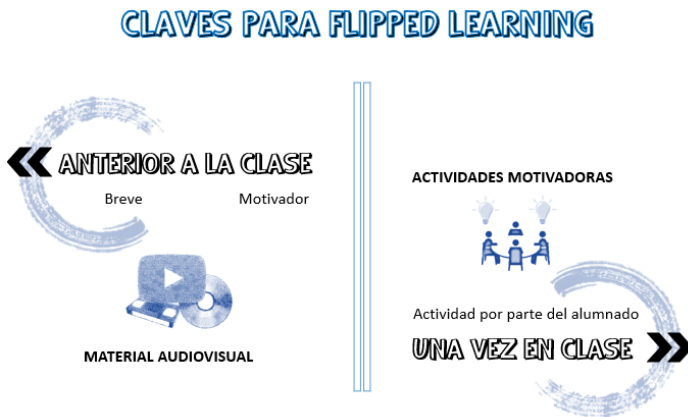 CLAVES PARA FLIPPED LEARNING
ANTERIOR A LA CLASE
Breve Motivador
MATERIAL AUDIOVISUAL
ACTIVIDADES MOTIVADORAS
Actividad por parte del alumnado
UNA VEZ EN CLASE